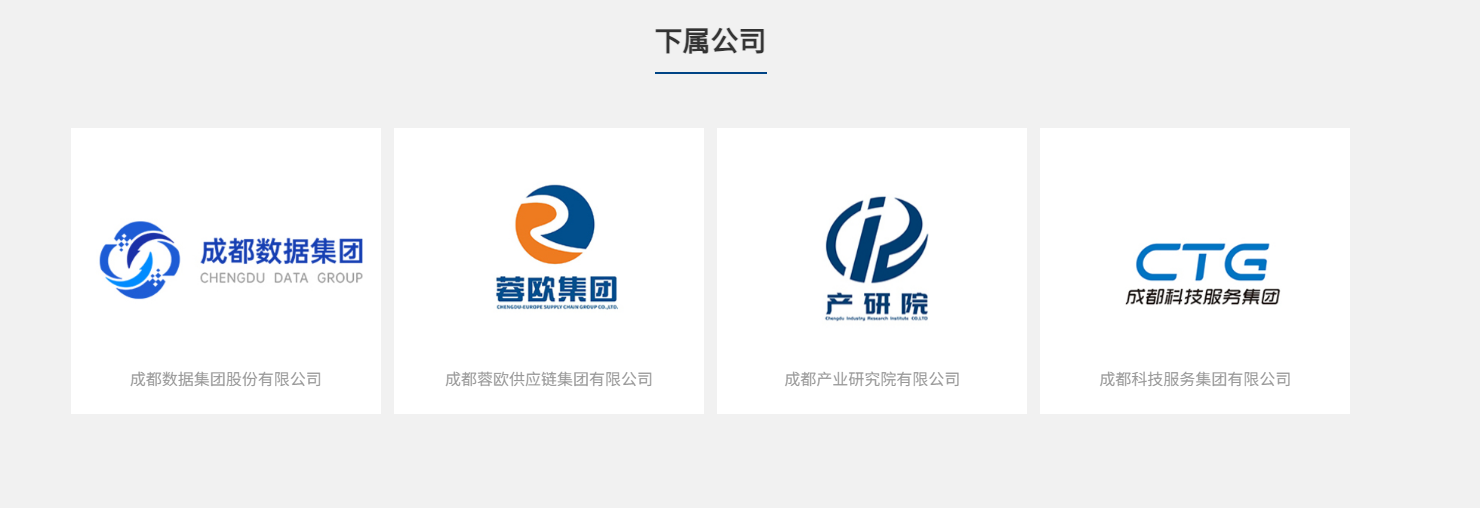 下属公司
成都数据集团
CHENGDU DATA GROUP
蓉欧集团
CHENGDU-EUROPE SUPPLY CHAIN GROUP CO.,LTD.
产研院
Chengdu Industry Research Institute CO.,LTD
CTG
成都科技服务集团
成都数据集团股份有限公司
成都蓉欧供应链集团有限公司
成都产业研究院有限公司
成都科技服务集团有限公司